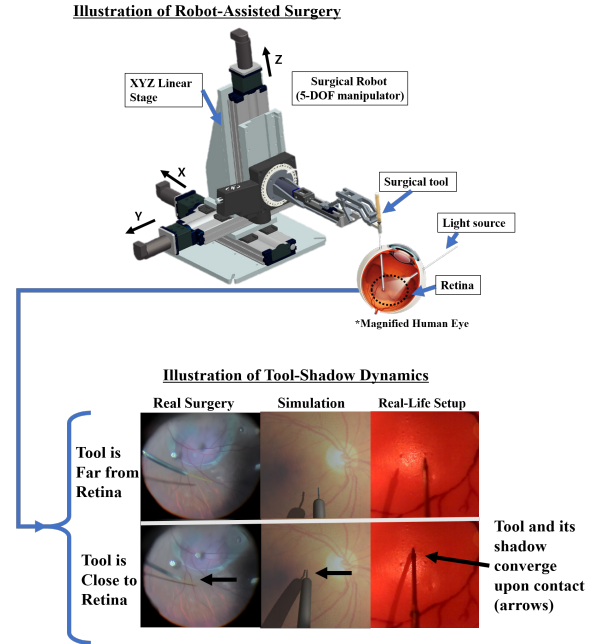 Illustration of Robot-Assisted Surgery
Z
XYZ Linear
Stage
Surgical Robot
(5-DOF manipulator)
X
Y
Surgical tool
Light source
Retina
*Magnified Human Eye
Illustration of Tool-Shadow Dynamics
Real Surgery
Simulation
Real-Life Setup
Tool is
Far from
Retina
Tool is
Close to
Retina
Tool and its
shadow
converge
upon contact
(arrows)